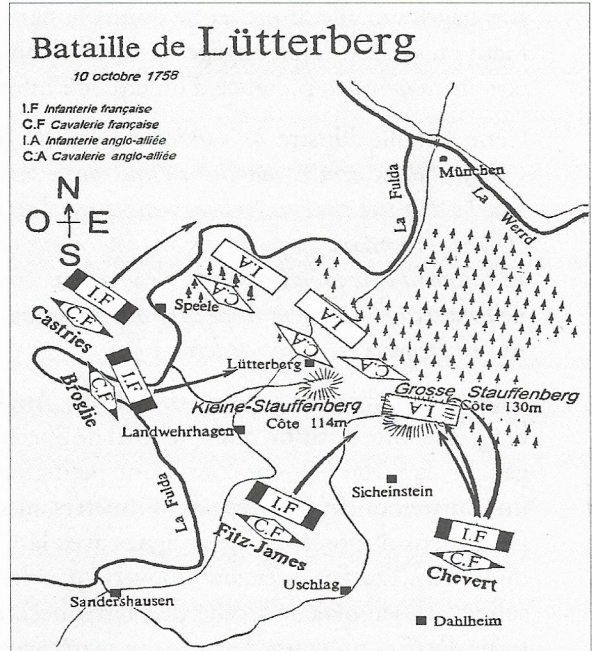 Bataille de Lütterberg
10 octobre 1758
I.F Infanterie française
C.F Cavalerie française
I.A Infanterie anglo-alliée
C.A Cavalerie anglo-alliée
N
O E
S
La Fulda
München
La Werrd
I.A
C.A
I.F
C.F
Castries
Speele
I.A
C.A
Lütterberg
C.A
I.F
C.F
Broglie
Kleine-Stauffenberg
Côte 114m
Grosse Stauffenberg
Côte 130m
I.A
Landwehrhagen
La Fulda
Sicheinstein
I.F
C.F
Filz-James
I.F
C.F
Chevert
Uschlag
Sandershausen
Dahlheim